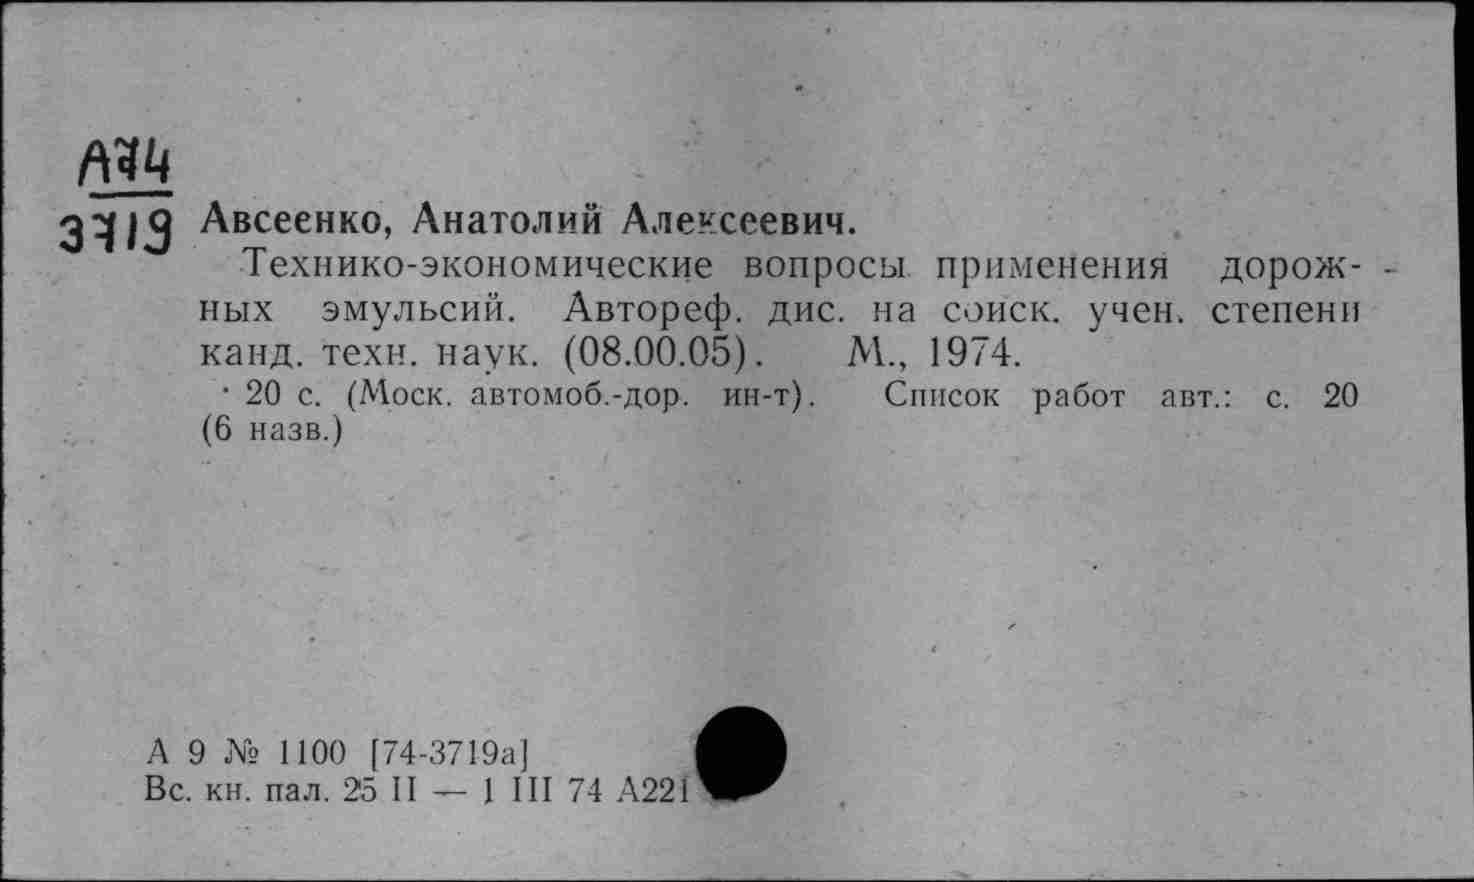 А74
3719
Авсеенко, Анатолий Алексеевич.
Технико-экономические вопросы применения дорож-
ных эмульсий. Автореф. дис. на соиск. учен. степени
канд. техн. наук. (08.00.05). М., 1974.
20 с. (Моск. автомоб.-дор. ин-т). Список работ авт.: с. 20
(6 назв.)
А 9 № 1100 [74-3719а]
Вс. кн. пал. 25 II — 1 III 74 А221